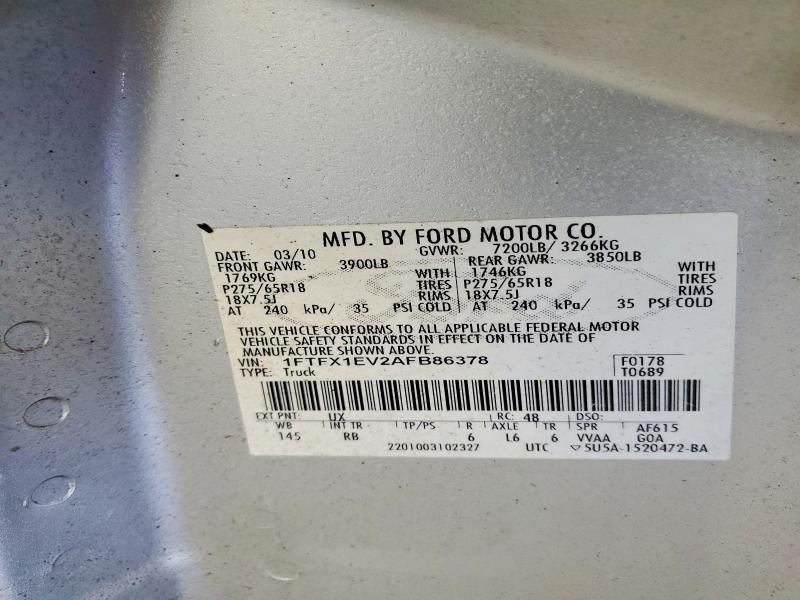 MFD. BY FORD MOTOR CO.
DATE: 03/10 GVWR: 7200LB/ 3266KG
FRONT GAWR: 3900LB REAR GAWR: 3850LB
1769KG WITH 1746KG WITH
P275/65R18 TIRES P275/65R18 TIRES
18X7.5J RIMS 18X7.5J RIMS
AT 240 kPa/ 35 PSI COLD AT 240 kPa/ 35 PSI COLD
THIS VEHICLE CONFORMS TO ALL APPLICABLE FEDERAL MOTOR
VEHICLE SAFETY STANDARDS IN EFFECT ON THE DATE OF
MANUFACTURE SHOWN ABOVE.
VIN: 1FTFX1EV2AFB86378 F0178
TYPE: Truck T0689
EXT PNT: UX RC: 48 DSO:
WB INT TR TP/PS R AXLE TR SPR AF615
145 RB 6 L6 6 VVAA GOA
2201003102327 UTC ▽5U5A-1520472-BA